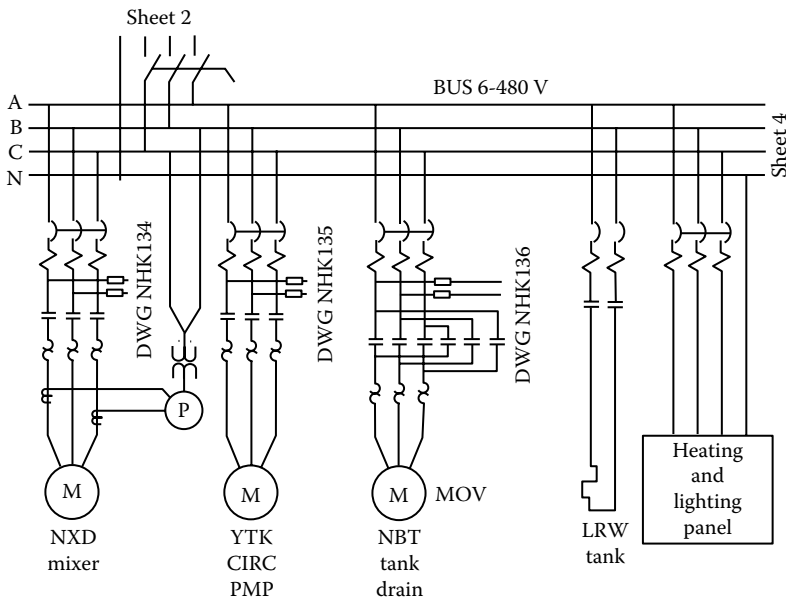 Sheet 2
BUS 6-480 V
A
B
C
N
Sheet 4
DWG NHK134
DWG NHK135
DWG NHK136
P
M
M
M
MOV
NXD
mixer
YTK
CIRC
PMP
NBT
tank
drain
LRW
tank
Heating
and
lighting
panel